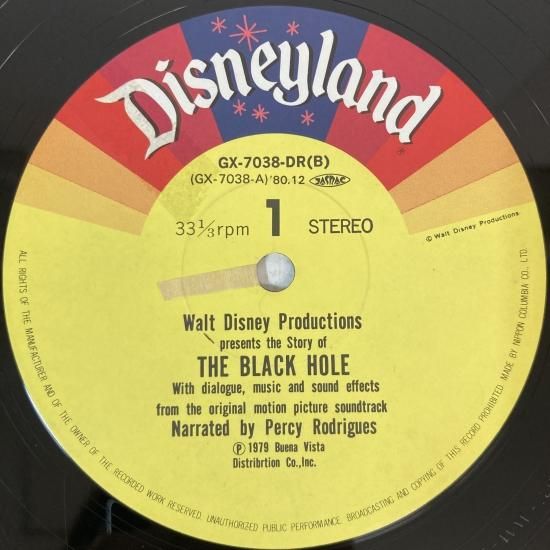 Disneyland
GX-7038-DR(B)
(GX-7038-A) '80.12 JASRAC
33 1/3 rpm 1 STEREO
© Walt Disney Productions.
Walt Disney Productions
presents the Story of
THE BLACK HOLE
With dialogue, music and sound effects
from the original motion picture soundtrack
Narrated by Percy Rodrigues
Ⓟ 1979 Buena Vista
Distribrtion Co.,Inc.
ALL RIGHTS OF THE MANUFACTURER AND OF THE OWNER OF THE RECORDED WORK RESERVED. UNAUTHORIZED PUBLIC PERFORMANCE. BROADCASTING AND COPYING OF THIS RECORD PROHIBITED MADE BY NIPPON COLUMBIA CO., LTD.